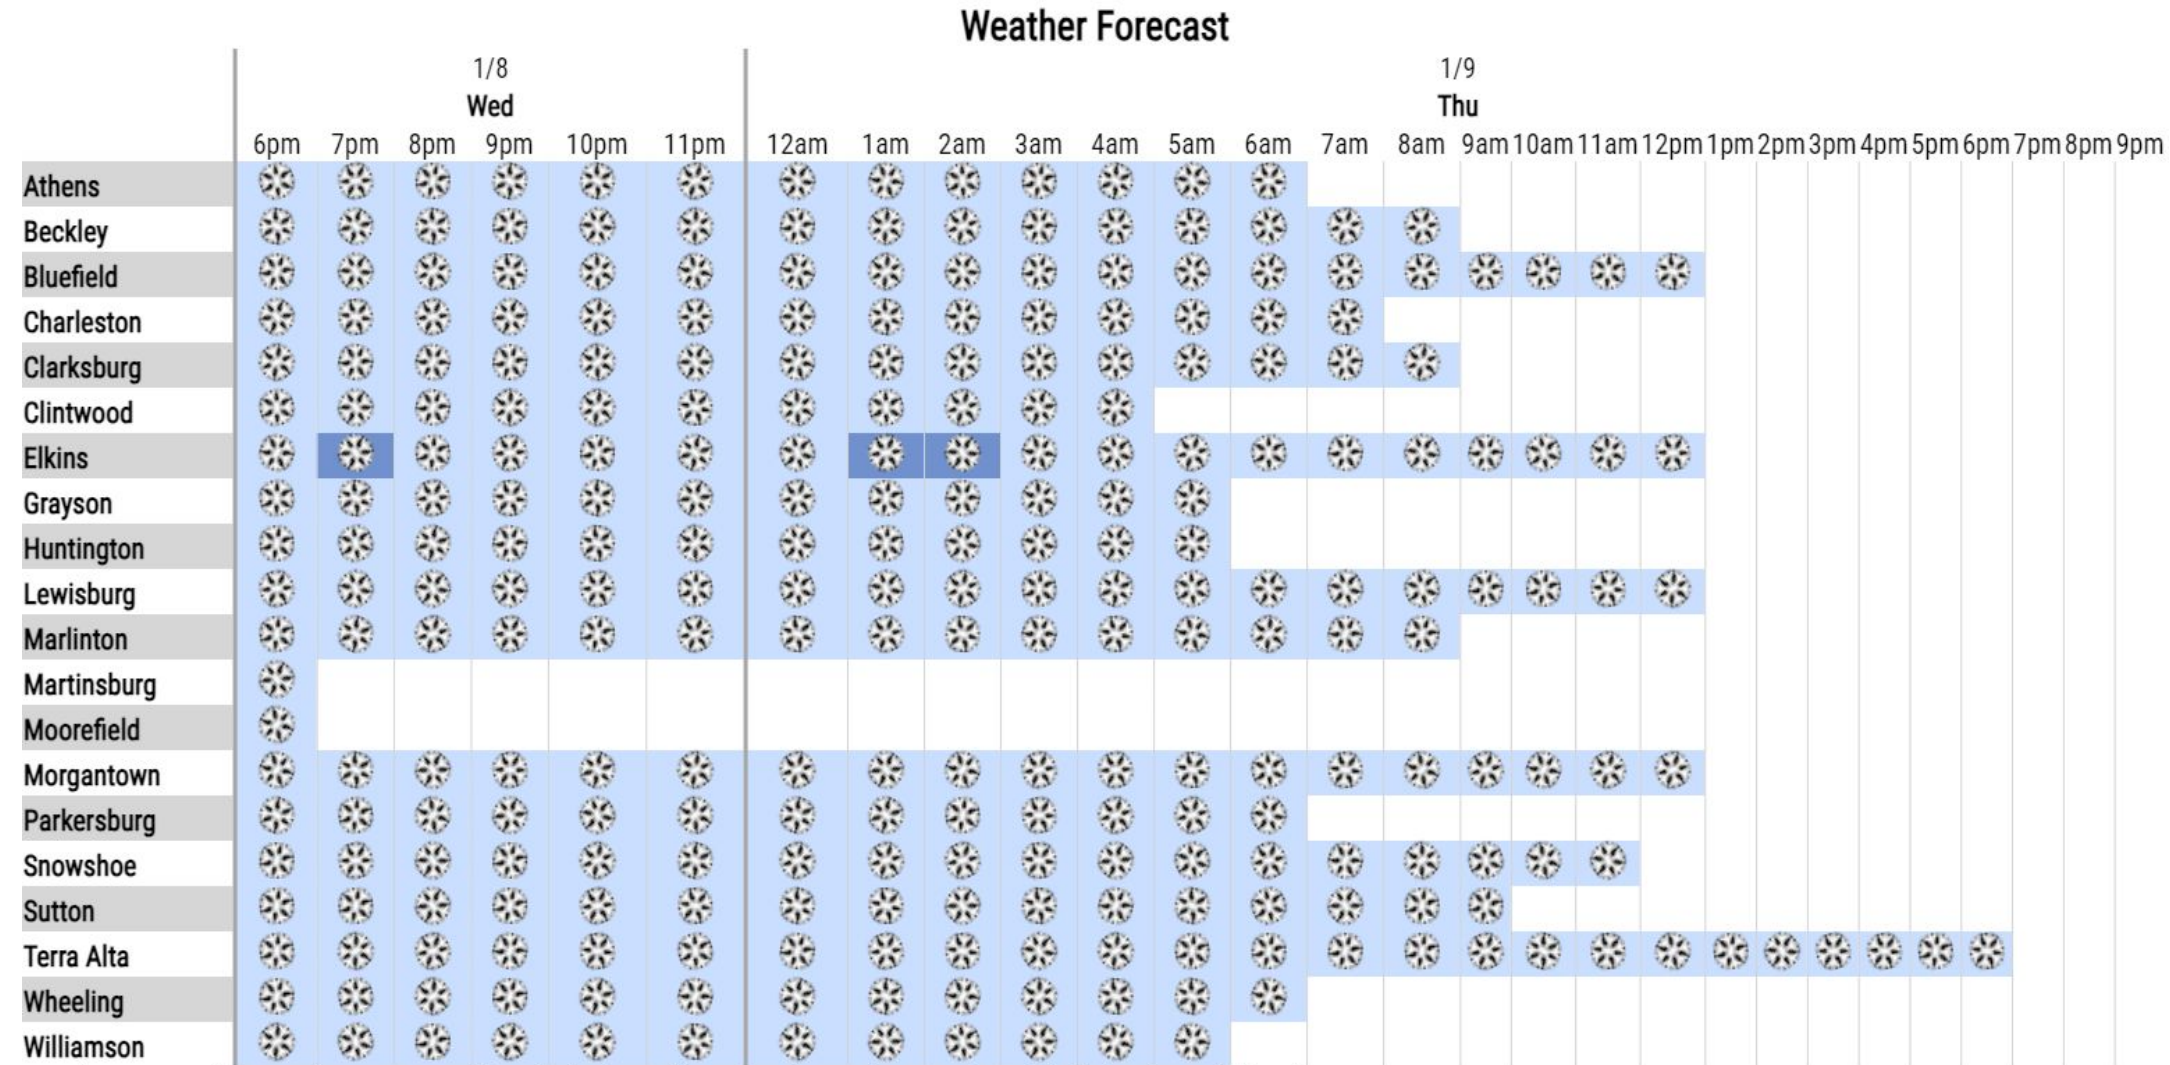 Weather Forecast
1/8 1/9
Wed Thu
6pm 7pm 8pm 9pm 10pm 11pm 12am 1am 2am 3am 4am 5am 6am 7am 8am 9am 10am 11am 12pm 1pm 2pm 3pm 4pm 5pm 6pm 7pm 8pm 9pm
Athens
Beckley
Bluefield
Charleston
Clarksburg
Clintwood
Elkins
Grayson
Huntington
Lewisburg
Marlinton
Martinsburg
Moorefield
Morgantown
Parkersburg
Snowshoe
Sutton
Terra Alta
Wheeling
Williamson